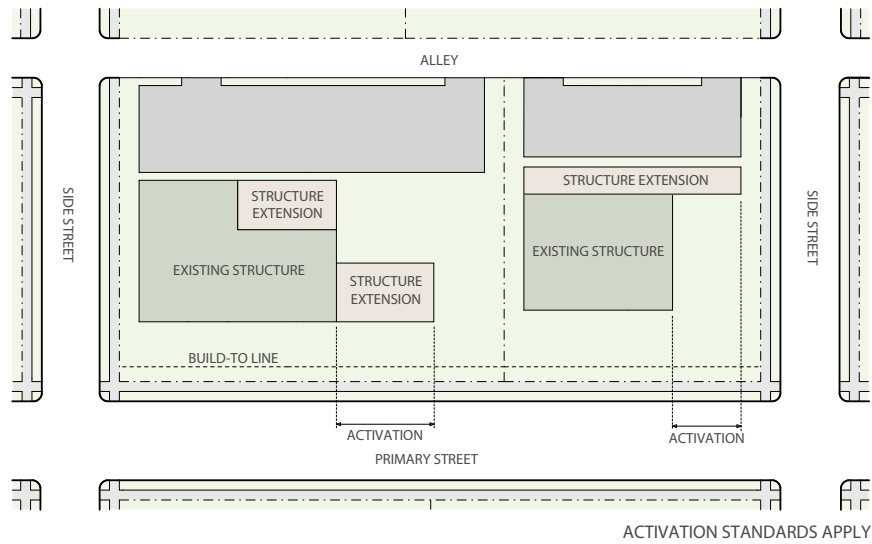 ALLEY
SIDE STREET
STRUCTURE EXTENSION
STRUCTURE
EXTENSION
SIDE STREET
EXISTING STRUCTURE
EXISTING STRUCTURE
STRUCTURE
EXTENSION
BUILD-TO LINE
ACTIVATION
ACTIVATION
PRIMARY STREET
ACTIVATION STANDARDS APPLY